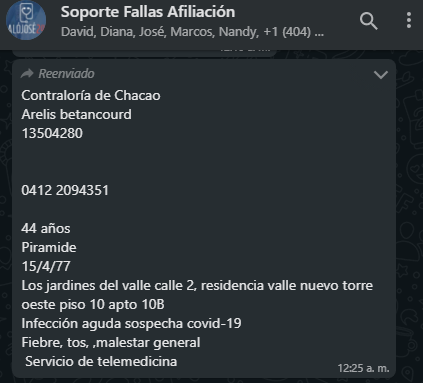 Soporte Fallas Afiliación
David, Diana, José, Marcos, Nandy, +1 (404) ...
Reenviado
Contraloría de Chacao
Arelis betancourd
13504280
0412 2094351
44 años
Piramide
15/4/77
Los jardines del valle calle 2, residencia valle nuevo torre
oeste piso 10 apto 10B
Infección aguda sospecha covid-19
Fiebre, tos, ,malestar general
Servicio de telemedicina
12:25 a. m.